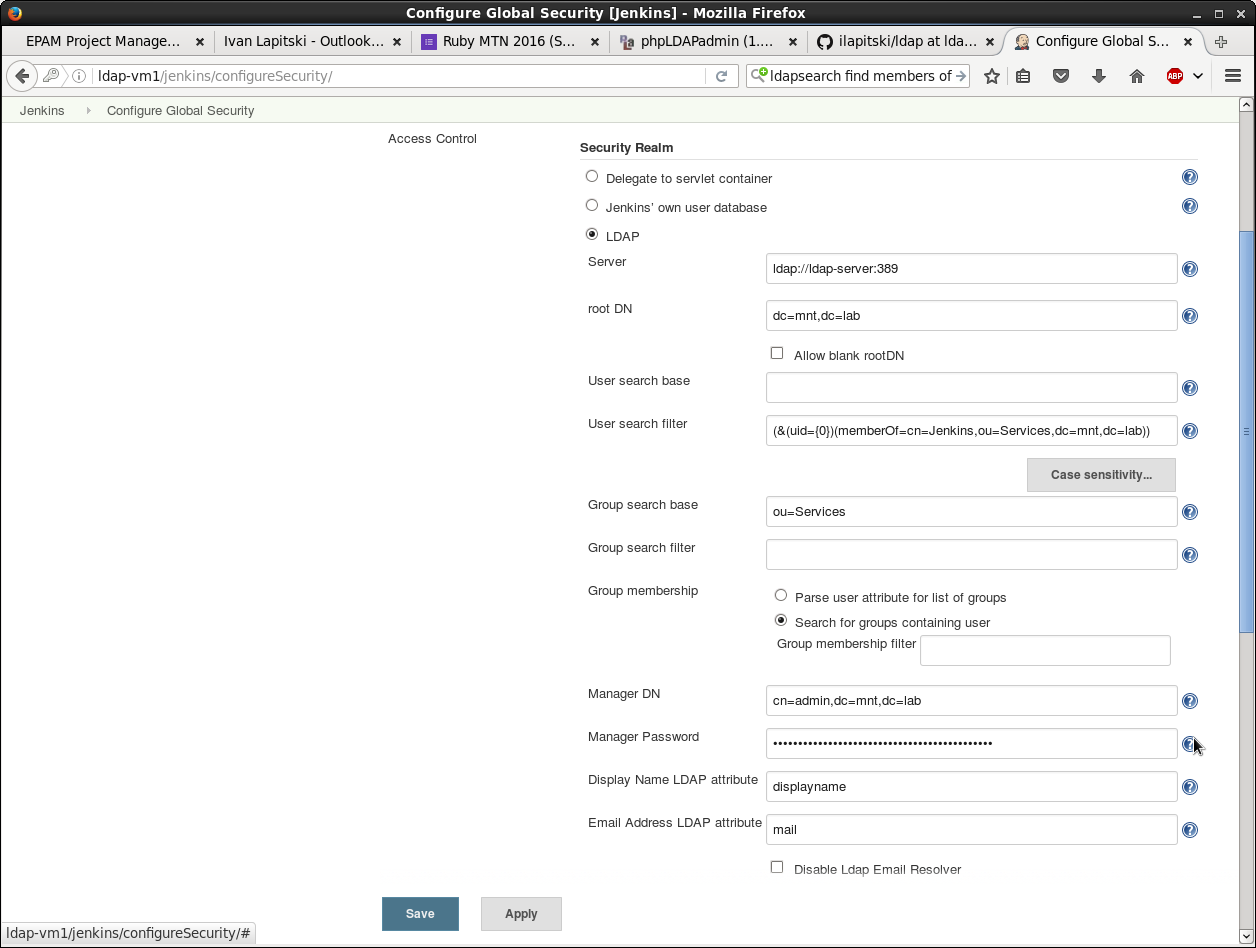 Configure Global Security [Jenkins] - Mozilla Firefox
EPAM Project Manage... Ivan Lapitski - Outlook... Ruby MTN 2016 (S... phpLDAPadmin (1.... ilapitski/ldap at lda... Configure Global S...
ldap-vm1/jenkins/configureSecurity/ ldapsearch find members of ABP
Jenkins Configure Global Security
Access Control
Security Realm
Delegate to servlet container
Jenkins' own user database
LDAP
Server ldap://ldap-server:389
root DN dc=mnt,dc=lab
Allow blank rootDN
User search base
User search filter (&(uid={0})(memberOf=cn=Jenkins,ou=Services,dc=mnt,dc=lab))
Case sensitivity...
Group search base ou=Services
Group search filter
Group membership Parse user attribute for list of groups
Search for groups containing user
Group membership filter
Manager DN cn=admin,dc=mnt,dc=lab
Manager Password ••••••••••••••••••••••••••••••••••••••••••••
Display Name LDAP attribute displayname
Email Address LDAP attribute mail
Disable Ldap Email Resolver
Save Apply
ldap-vm1/jenkins/configureSecurity/#